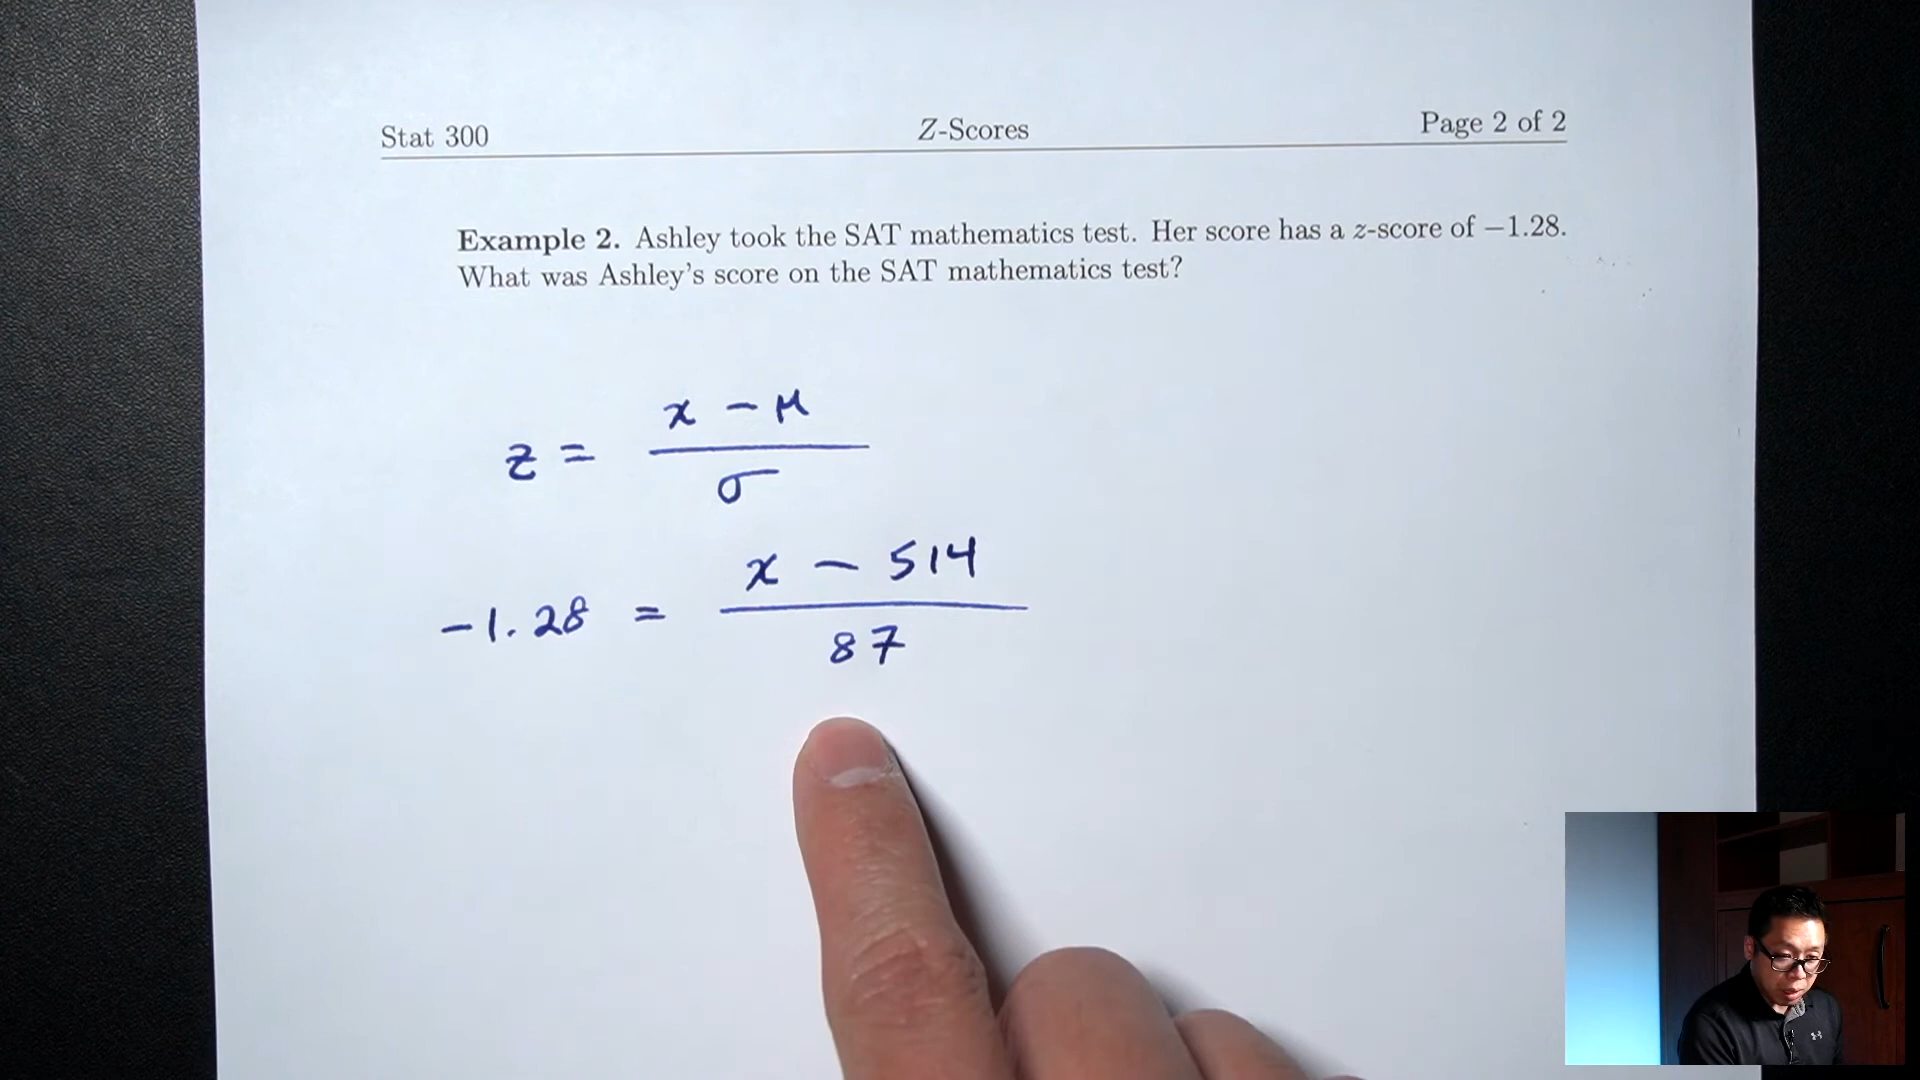 Stat 300 Z-Scores Page 2 of 2
Example 2. Ashley took the SAT mathematics test. Her score has a z-score of −1.28.
What was Ashley's score on the SAT mathematics test?
z = x − μ
σ
−1.28 = x − 514
87